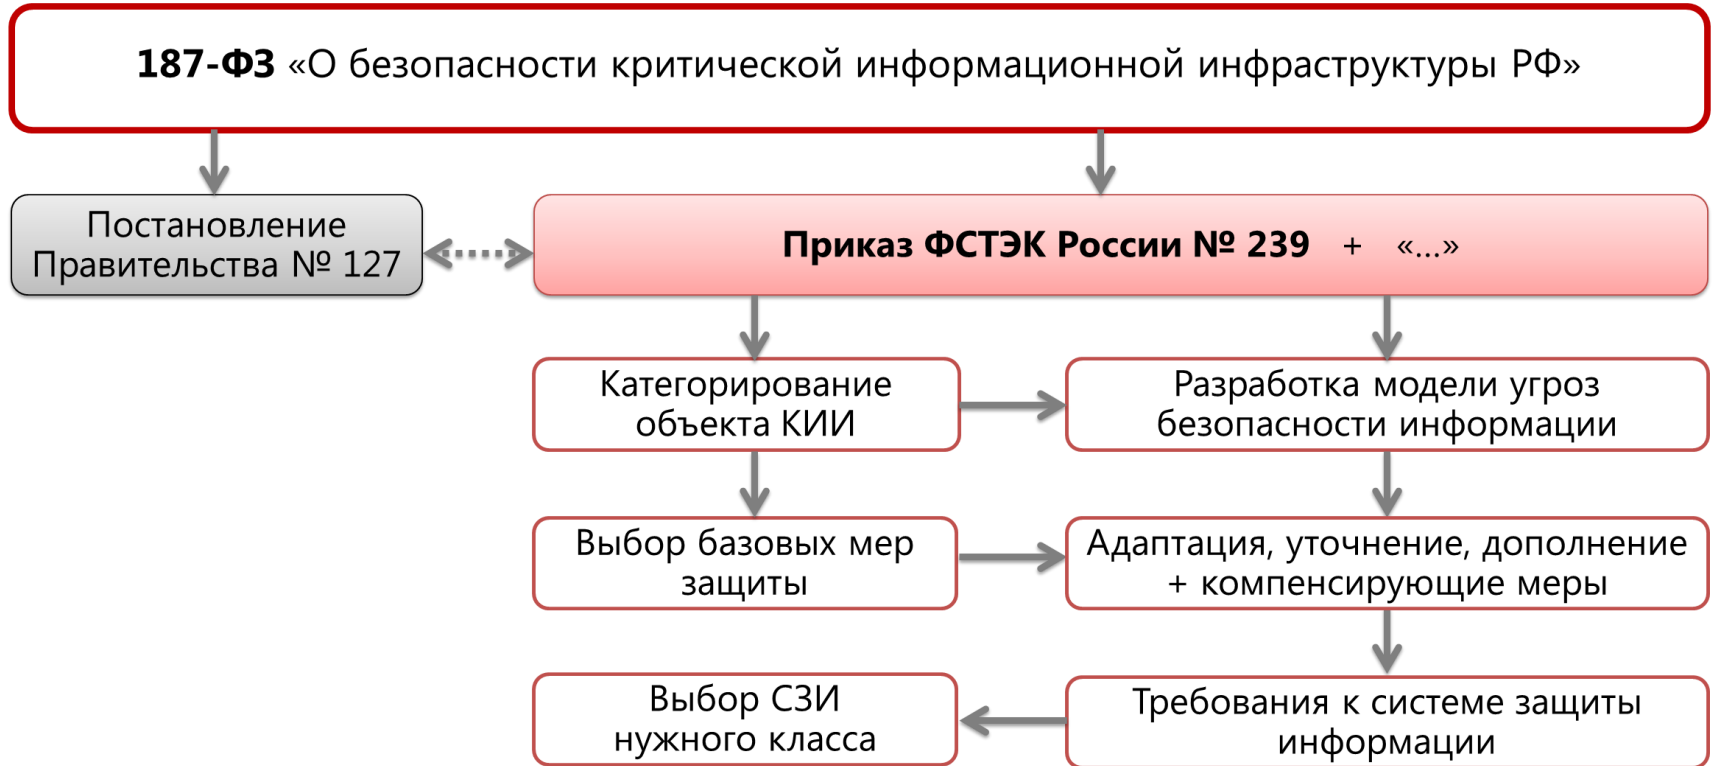 187-ФЗ «О безопасности критической информационной инфраструктуры РФ»
Постановление
Правительства № 127
Приказ ФСТЭК России № 239 + «...»
Категорирование
объекта КИИ
Разработка модели угроз
безопасности информации
Выбор базовых мер
защиты
Адаптация, уточнение, дополнение
+ компенсирующие меры
Выбор СЗИ
нужного класса
Требования к системе защиты
информации